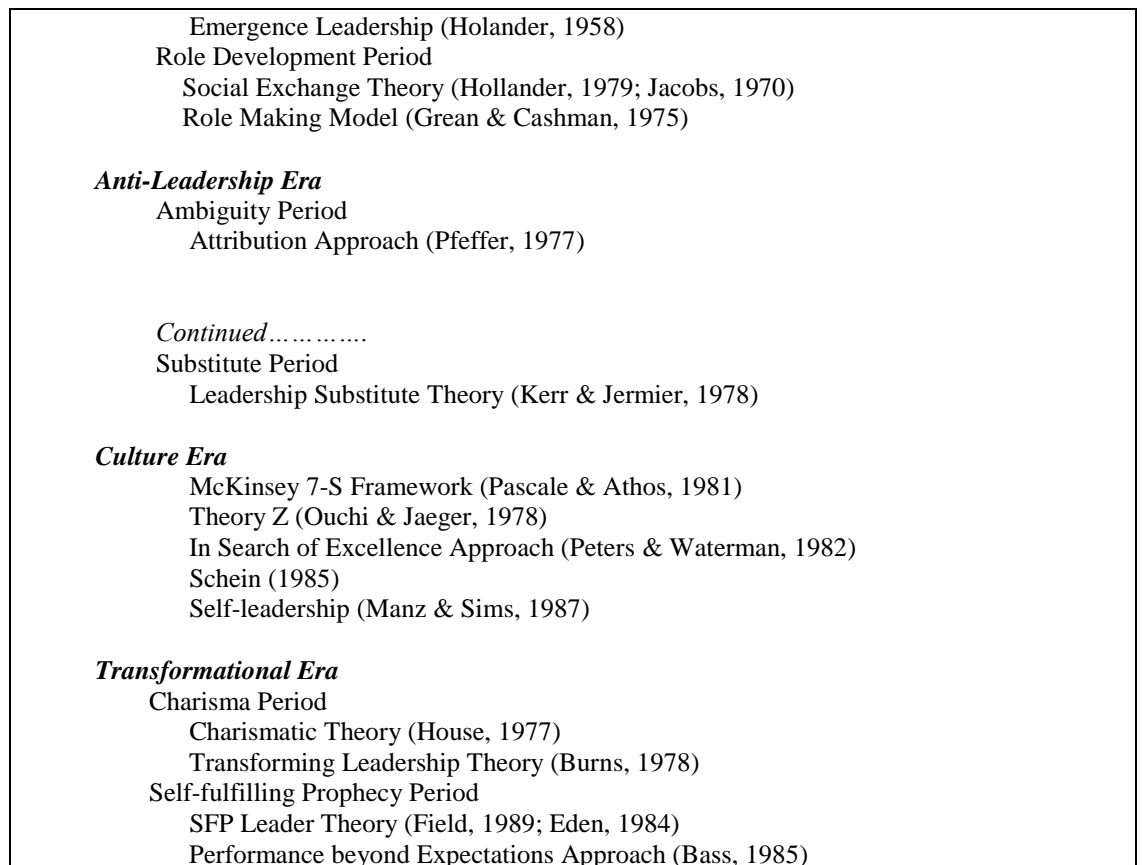 Emergence Leadership (Holander, 1958)
Role Development Period
Social Exchange Theory (Hollander, 1979; Jacobs, 1970)
Role Making Model (Grean & Cashman, 1975)
Anti-Leadership Era
Ambiguity Period
Attribution Approach (Pfeffer, 1977)
Continued………….
Substitute Period
Leadership Substitute Theory (Kerr & Jermier, 1978)
Culture Era
McKinsey 7-S Framework (Pascale & Athos, 1981)
Theory Z (Ouchi & Jaeger, 1978)
In Search of Excellence Approach (Peters & Waterman, 1982)
Schein (1985)
Self-leadership (Manz & Sims, 1987)
Transformational Era
Charisma Period
Charismatic Theory (House, 1977)
Transforming Leadership Theory (Burns, 1978)
Self-fulfilling Prophecy Period
SFP Leader Theory (Field, 1989; Eden, 1984)
Performance beyond Expectations Approach (Bass, 1985)